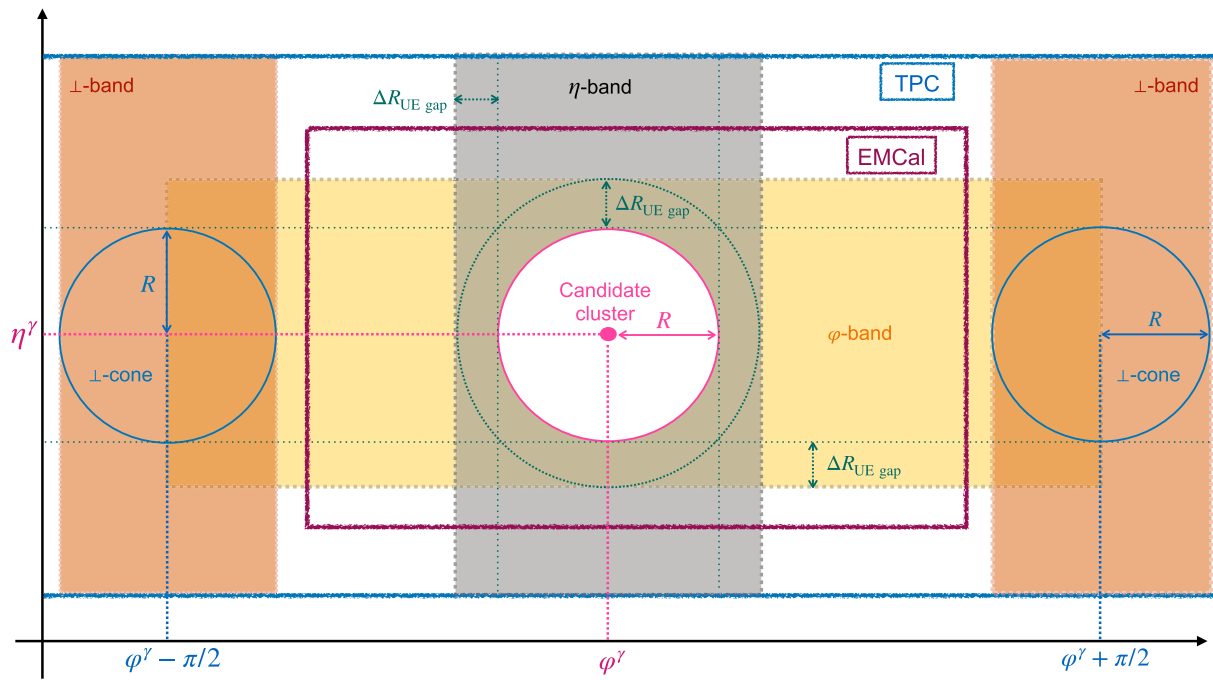 ⊥-band
η-band
TPC
⊥-band
ΔR_UE gap
EMCal
ΔR_UE gap
R
Candidate
cluster
R
R
η^γ
φ-band
⊥-cone
⊥-cone
ΔR_UE gap
φ^γ − π/2
φ^γ
φ^γ + π/2